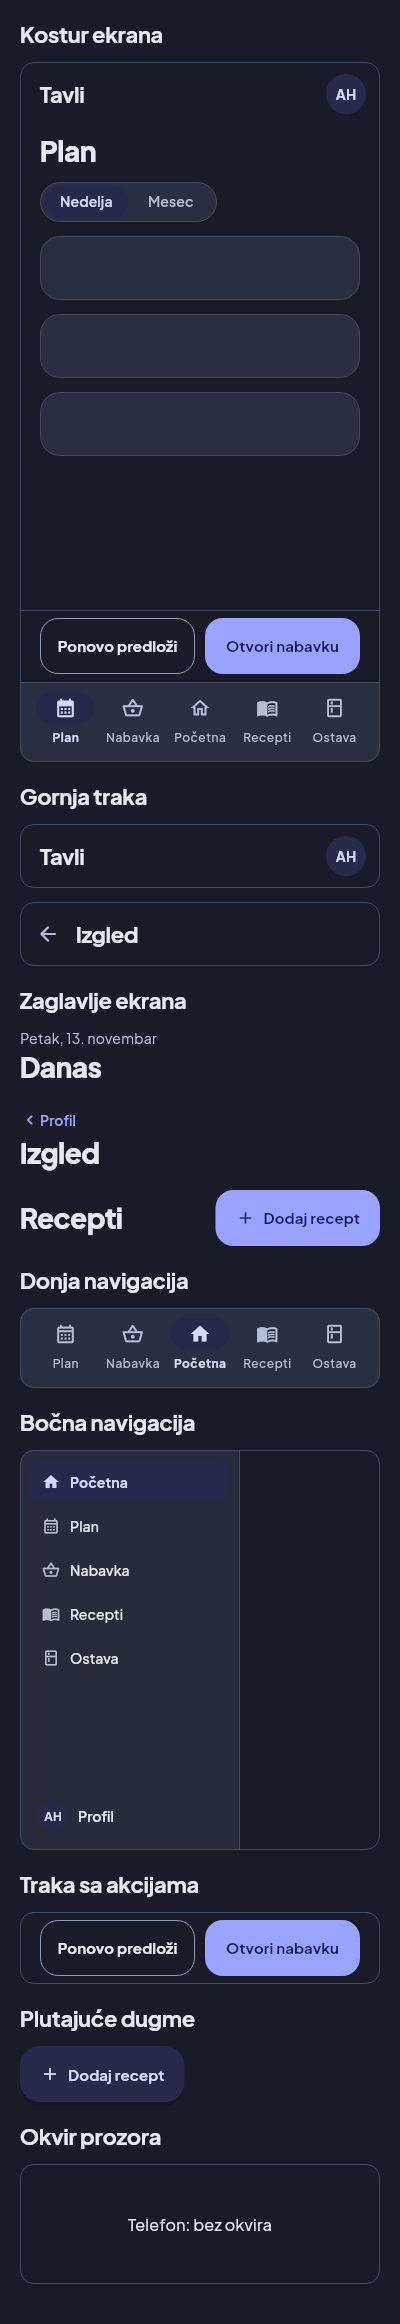 Kostur ekrana
Tavli
AH
Plan
Nedelja
Mesec
Ponovo predloži
Otvori nabavku
Plan
Nabavka
Početna
Recepti
Ostava
Gornja traka
Tavli
AH
Izgled
Zaglavlje ekrana
Petak, 13. novembar
Danas
Profil
Izgled
Recepti
Dodaj recept
Donja navigacija
Plan
Nabavka
Početna
Recepti
Ostava
Bočna navigacija
Početna
Plan
Nabavka
Recepti
Ostava
AH
Profil
Traka sa akcijama
Ponovo predloži
Otvori nabavku
Plutajuće dugme
Dodaj recept
Okvir prozora
Telefon: bez okvira